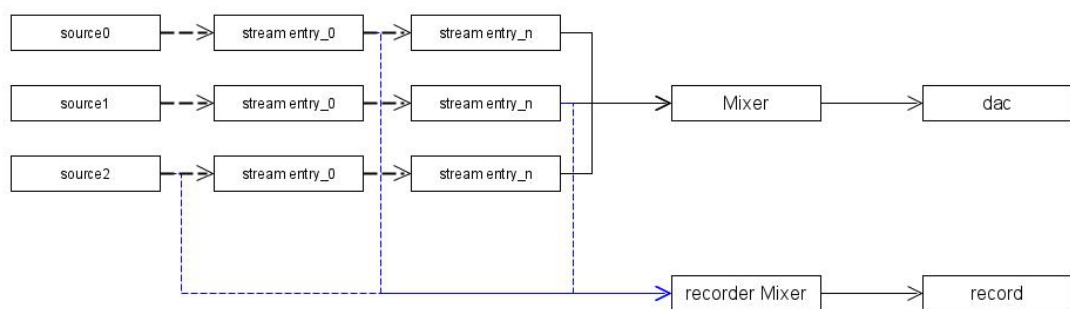 source0
stream entry_0
stream entry_n
source1
stream entry_0
stream entry_n
Mixer
dac
source2
stream entry_0
stream entry_n
recorder Mixer
record